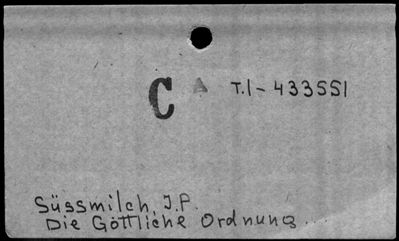 C A T.1-433551
Süssmilch, J.P.
Die Göttliche Ordnung...